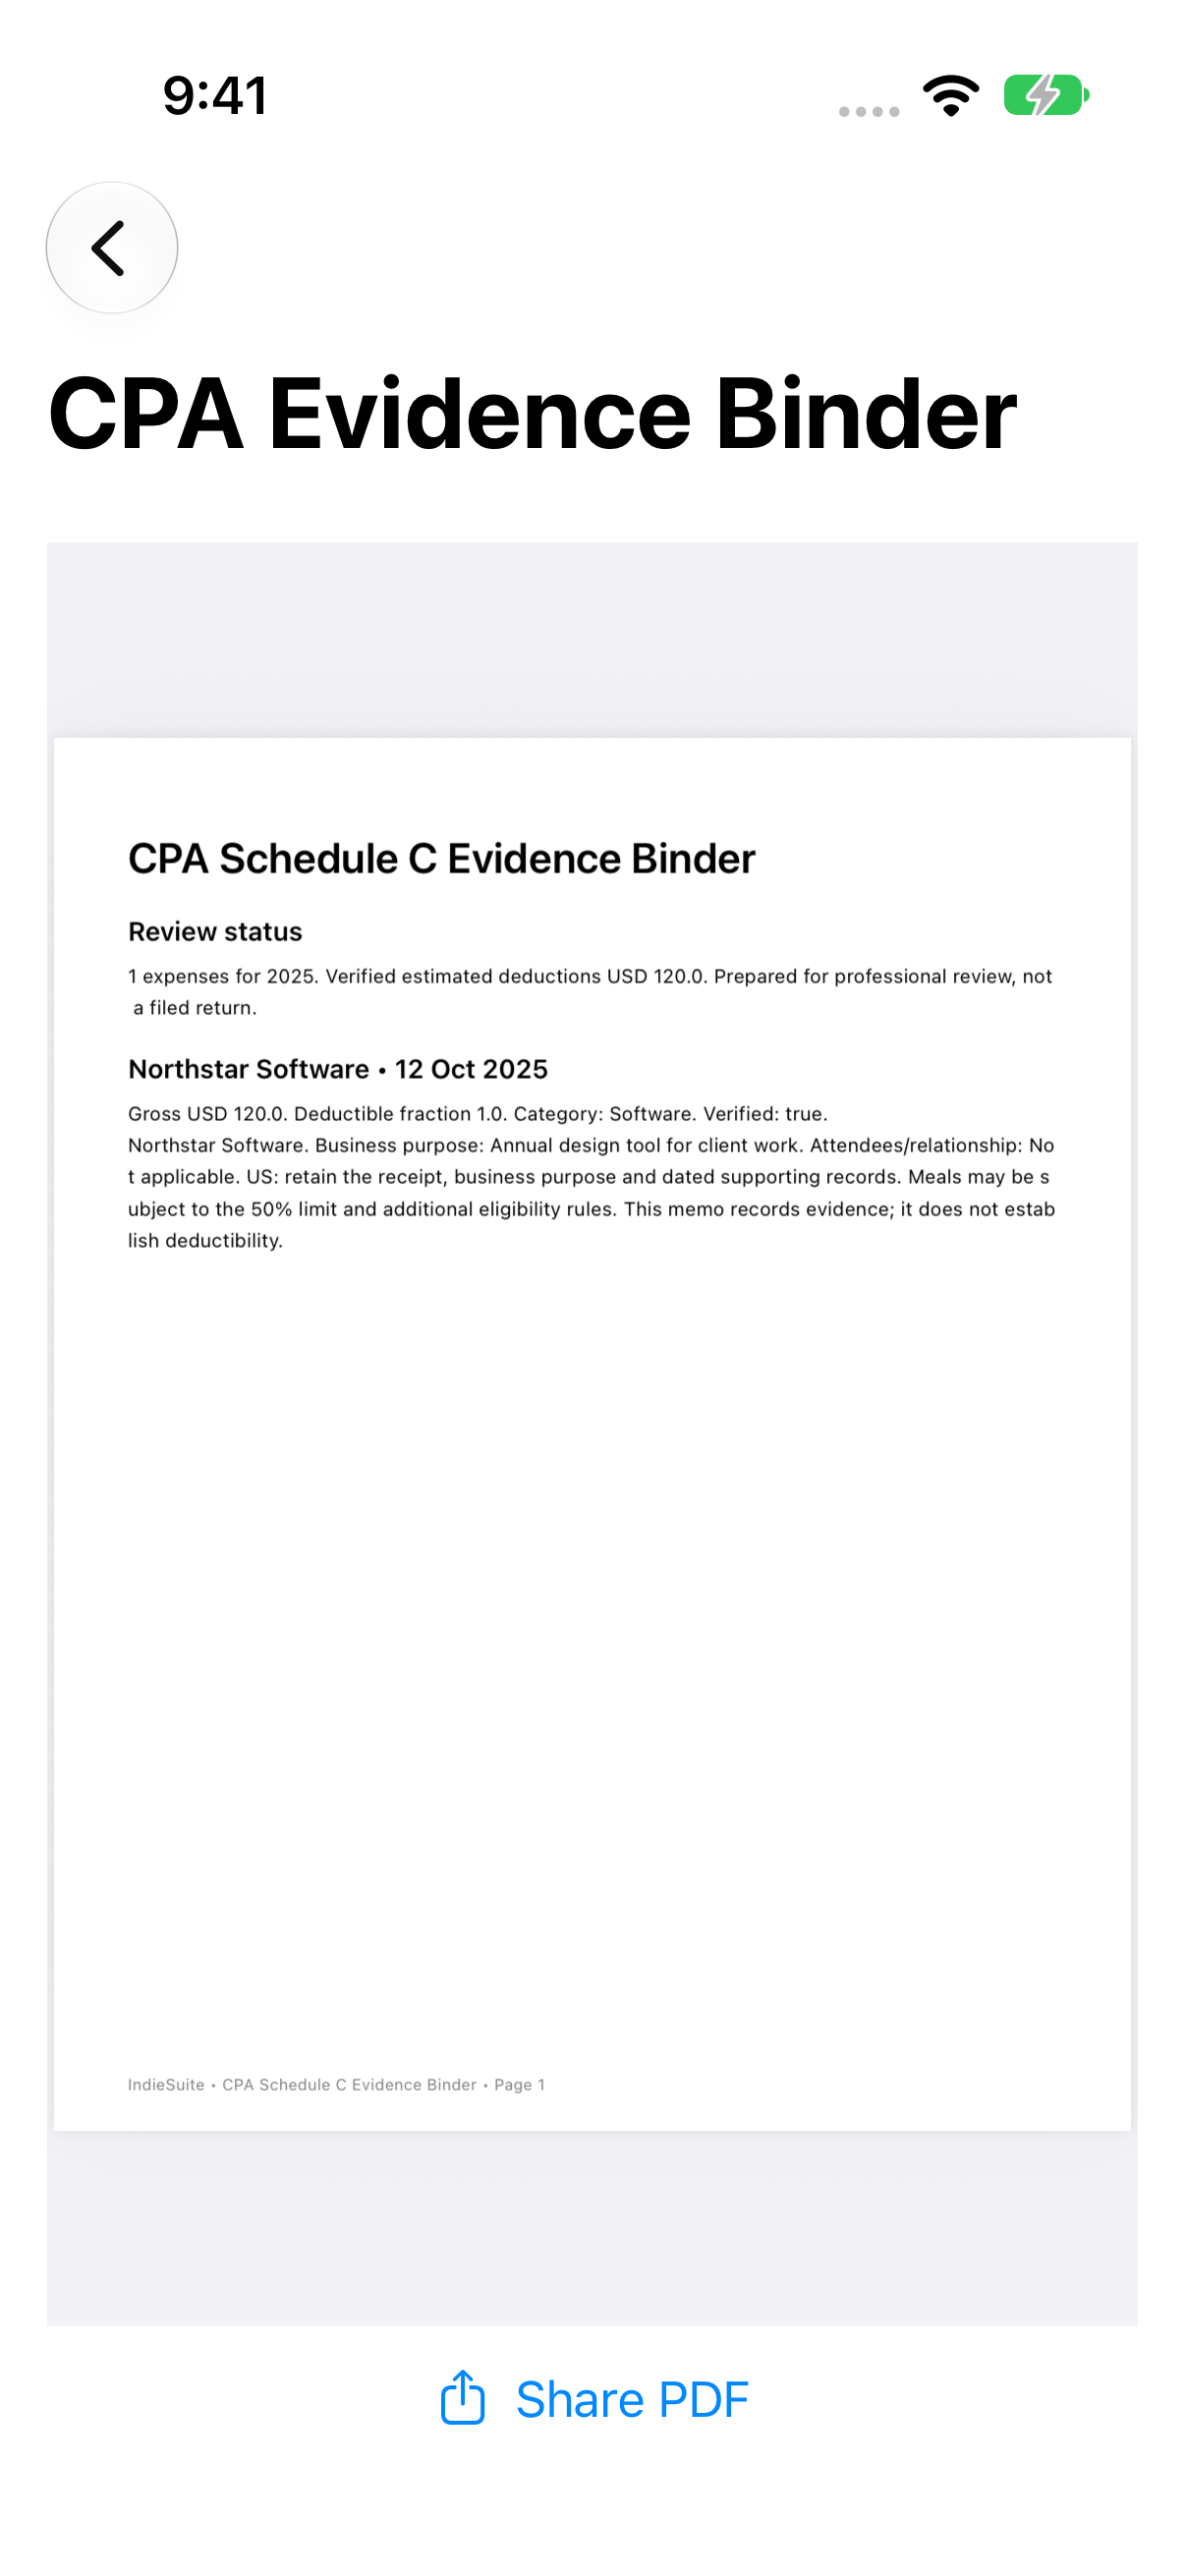 9:41
CPA Evidence Binder
CPA Schedule C Evidence Binder
Review status
1 expenses for 2025. Verified estimated deductions USD 120.0. Prepared for professional review, not
a filed return.
Northstar Software • 12 Oct 2025
Gross USD 120.0. Deductible fraction 1.0. Category: Software. Verified: true.
Northstar Software. Business purpose: Annual design tool for client work. Attendees/relationship: No
t applicable. US: retain the receipt, business purpose and dated supporting records. Meals may be s
ubject to the 50% limit and additional eligibility rules. This memo records evidence; it does not estab
lish deductibility.
IndieSuite • CPA Schedule C Evidence Binder • Page 1
Share PDF